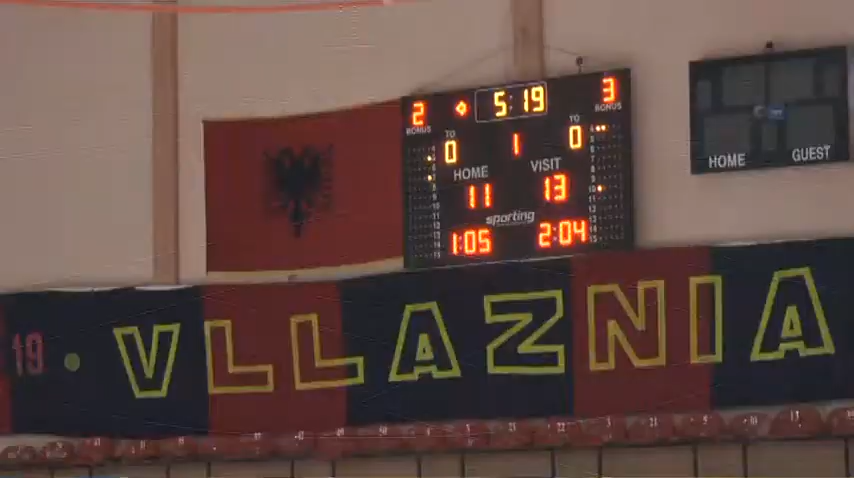 2 5:19 3
BONUS BONUS
TO TO
0 1 0
HOME VISIT
11 13
sporting
1:05 2:04
HOME GUEST
19 • VLLAZNIA